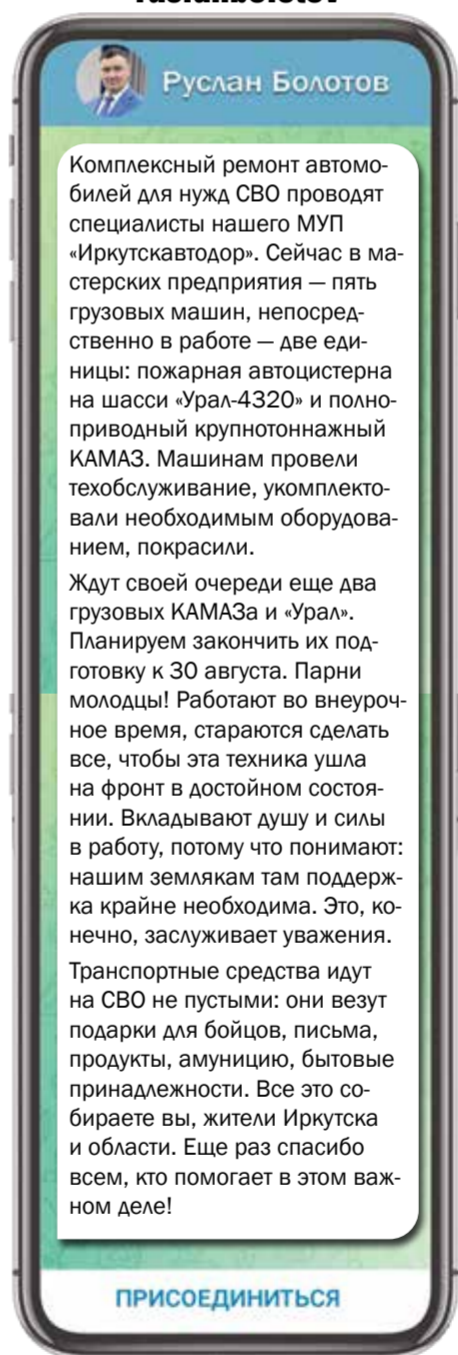 Руслан Болотов
Комплексный ремонт автомо-
билей для нужд СВО проводят
специалисты нашего МУП
«Иркутскавтодор». Сейчас в ма-
стерских предприятия — пять
грузовых машин, непосред-
ственно в работе — две еди-
ницы: пожарная автоцистерна
на шасси «Урал-4320» и полно-
приводный крупнотоннажный
КАМАЗ. Машинам провели
техобслуживание, укомплекто-
вали необходимым оборудова-
нием, покрасили.
Ждут своей очереди еще два
грузовых КАМАЗа и «Урал».
Планируем закончить их под-
готовку к 30 августа. Парни
молодцы! Работают во внеуроч-
ное время, стараются сделать
все, чтобы эта техника ушла
на фронт в достойном состоя-
нии. Вкладывают душу и силы
в работу, потому что понимают:
нашим землякам там поддерж-
ка крайне необходима. Это, ко-
нечно, заслуживает уважения.
Транспортные средства идут
на СВО не пустыми: они везут
подарки для бойцов, письма,
продукты, амуницию, бытовые
принадлежности. Все это со-
бираете вы, жители Иркутска
и области. Еще раз спасибо
всем, кто помогает в этом важ-
ном деле!
ПРИСОЕДИНИТЬСЯ